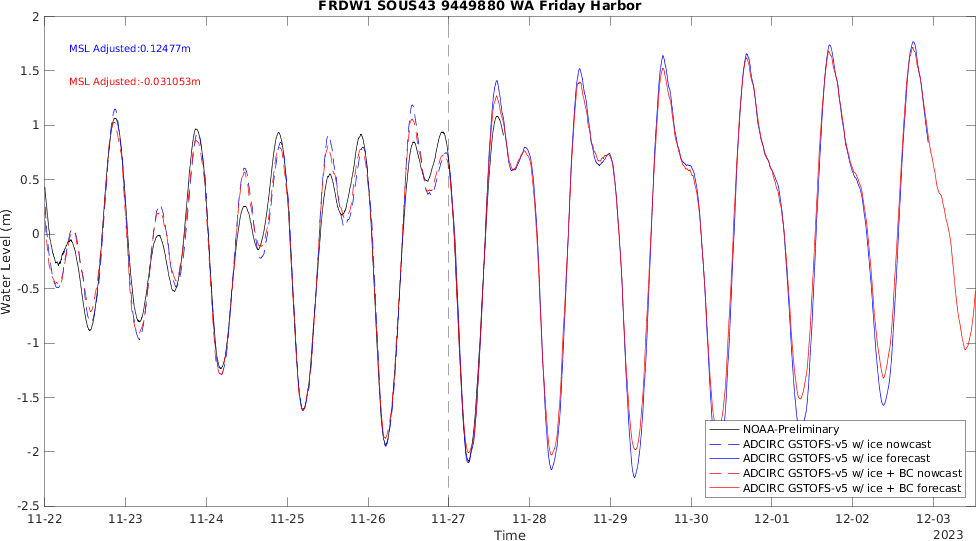 FRDW1 SOUS43 9449880 WA Friday Harbor
MSL Adjusted:0.12477m
MSL Adjusted:-0.031053m
Water Level (m)
2
1.5
1
0.5
0
-0.5
-1
-1.5
-2
-2.5
NOAA-Preliminary
ADCIRC GSTOFS-v5 w/ ice nowcast
ADCIRC GSTOFS-v5 w/ ice forecast
ADCIRC GSTOFS-v5 w/ ice + BC nowcast
ADCIRC GSTOFS-v5 w/ ice + BC forecast
11-22 11-23 11-24 11-25 11-26 11-27 11-28 11-29 11-30 12-01 12-02 12-03
Time
2023